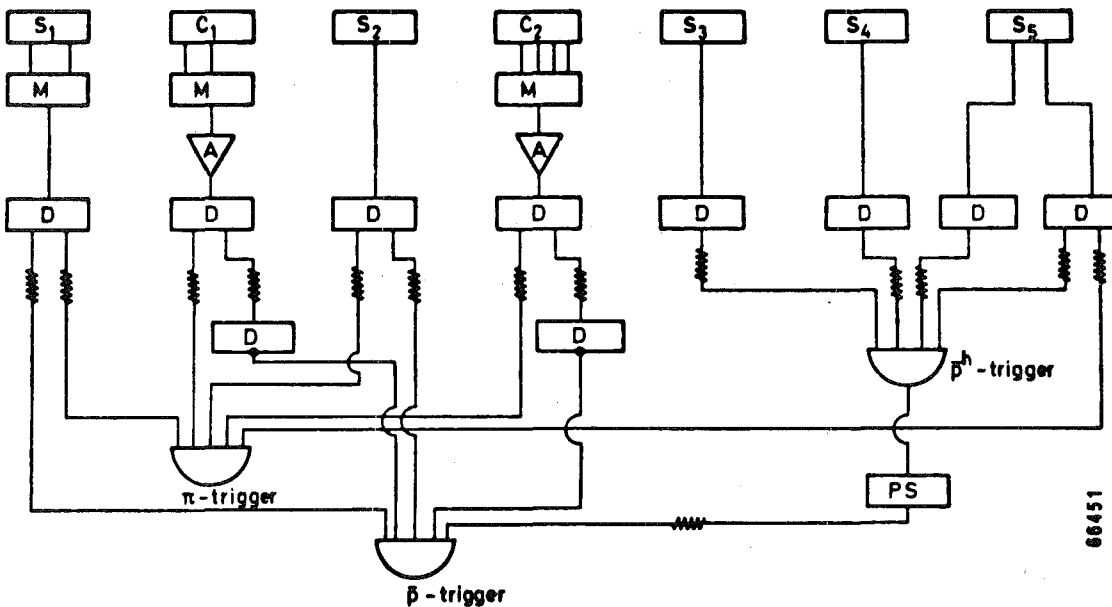 S₁ C₁ S₂ C₂ S₃ S₄ S₅
M M M
A A
D D D D D D D D
D D
p̄ʰ-trigger
π-trigger
PS
p̄-trigger
66451